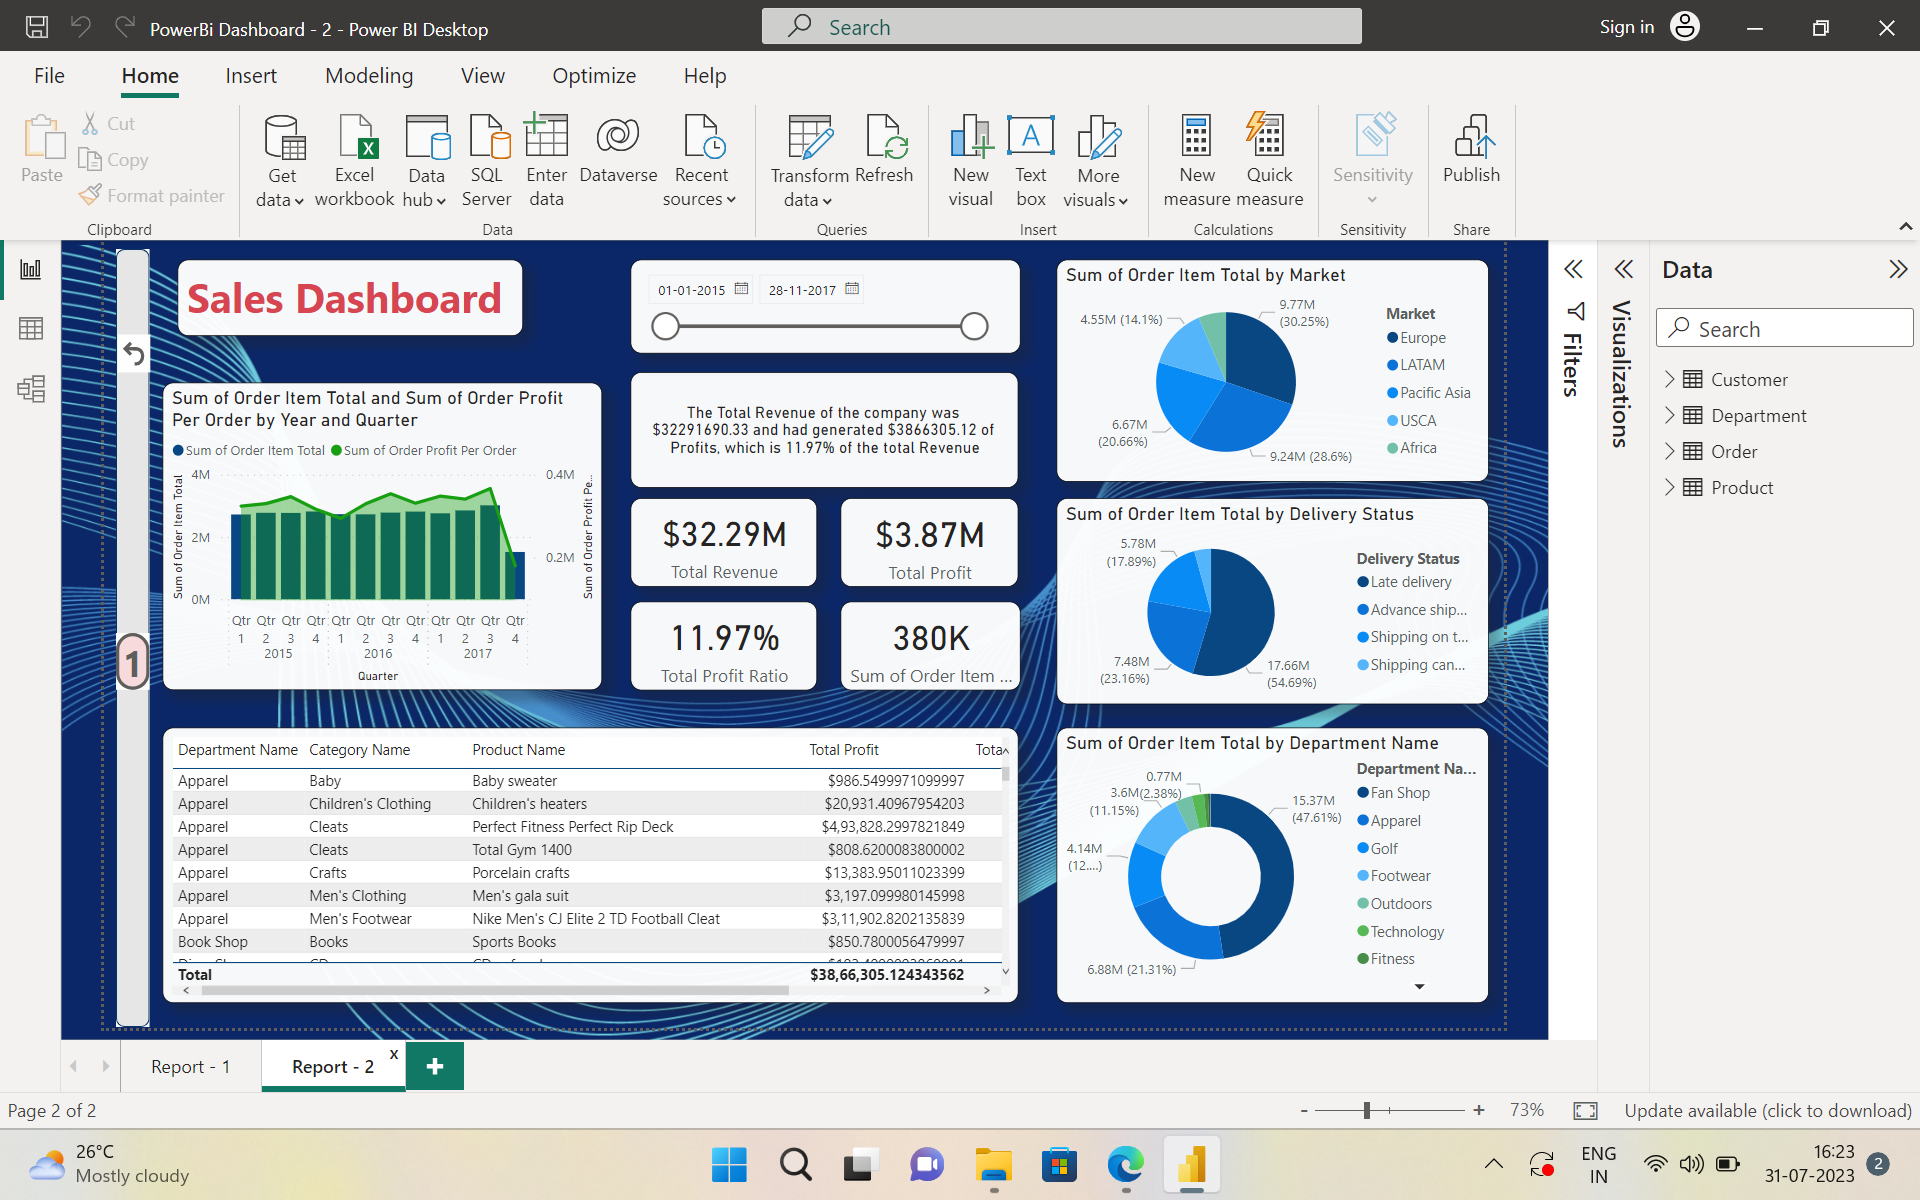 PowerBi Dashboard - 2 - Power BI Desktop
Search
Sign in
File
Home
Insert
Modeling
View
Optimize
Help
Paste
Cut
Copy
Format painter
Clipboard
Get data
Excel workbook
Data hub
SQL Server
Enter data
Dataverse
Recent sources
Data
Transform data
Refresh
Queries
New visual
Text box
More visuals
Insert
New measure
Quick measure
Calculations
Sensitivity
Sensitivity
Publish
Share
Sales Dashboard
1
Sum of Order Item Total and Sum of Order Profit
Per Order by Year and Quarter
Sum of Order Item Total
Sum of Order Profit Per Order
Sum of Order Item Total
4M
2M
0M
0.4M
0.2M
Sum of Order Profit Pe...
Qtr 1 Qtr 2 Qtr 3 Qtr 4 Qtr 1 Qtr 2 Qtr 3 Qtr 4 Qtr 1 Qtr 2 Qtr 3 Qtr 4
2015 2016 2017
Quarter
01-01-2015
28-11-2017
The Total Revenue of the company was
$32291690.33 and had generated $3866305.12 of
Profits, which is 11.97% of the total Revenue
$32.29M
Total Revenue
$3.87M
Total Profit
11.97%
Total Profit Ratio
380K
Sum of Order Item ...
Sum of Order Item Total by Market
9.77M
(30.25%)
4.55M (14.1%)
6.67M
(20.66%)
9.24M (28.6%)
Market
Europe
LATAM
Pacific Asia
USCA
Africa
Sum of Order Item Total by Delivery Status
5.78M
(17.89%)
7.48M
(23.16%)
17.66M
(54.69%)
Delivery Status
Late delivery
Advance ship...
Shipping on t...
Shipping can...
Department Name Category Name Product Name Total Profit Tota
Apparel Baby Baby sweater $986.5499971099997
Apparel Children's Clothing Children's heaters $20,931.40967954203
Apparel Cleats Perfect Fitness Perfect Rip Deck $4,93,828.2997821849
Apparel Cleats Total Gym 1400 $808.6200083800002
Apparel Crafts Porcelain crafts $13,383.95011023399
Apparel Men's Clothing Men's gala suit $3,197.099980145998
Apparel Men's Footwear Nike Men's CJ Elite 2 TD Football Cleat $3,11,902.8202135839
Book Shop Books Sports Books $850.7800056479997
Total $38,66,305.124343562
Sum of Order Item Total by Department Name
0.77M
(2.38%)
3.6M
(11.15%)
4.14M
(12....)
15.37M
(47.61%)
6.88M (21.31%)
Department Na...
Fan Shop
Apparel
Golf
Footwear
Outdoors
Technology
Fitness
Filters
Visualizations
Data
Search
Customer
Department
Order
Product
Report - 1
Report - 2
x
Page 2 of 2
- + 73%
Update available (click to download)
26°C
Mostly cloudy
ENG
IN
16:23
31-07-2023
2